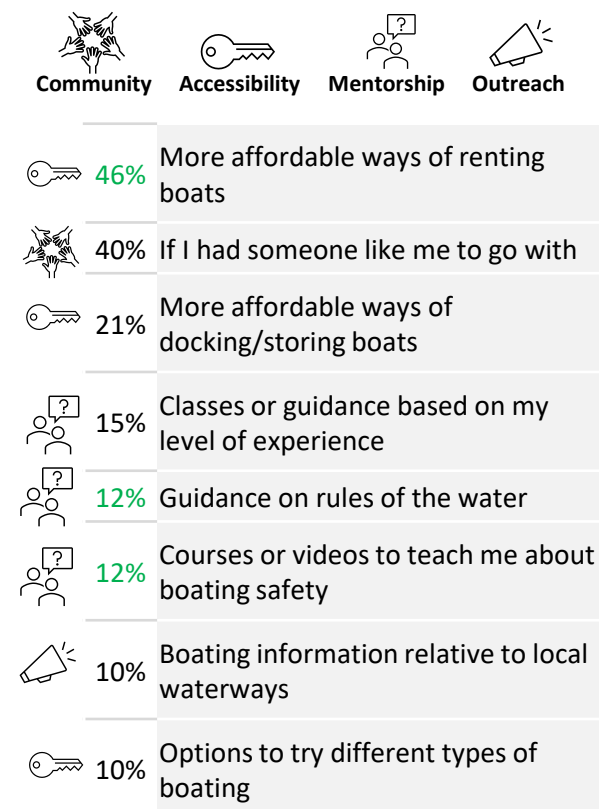 Community Accessibility Mentorship Outreach
46% More affordable ways of renting
boats
40% If I had someone like me to go with
21% More affordable ways of
docking/storing boats
15% Classes or guidance based on my
level of experience
12% Guidance on rules of the water
12% Courses or videos to teach me about
boating safety
10% Boating information relative to local
waterways
10% Options to try different types of
boating